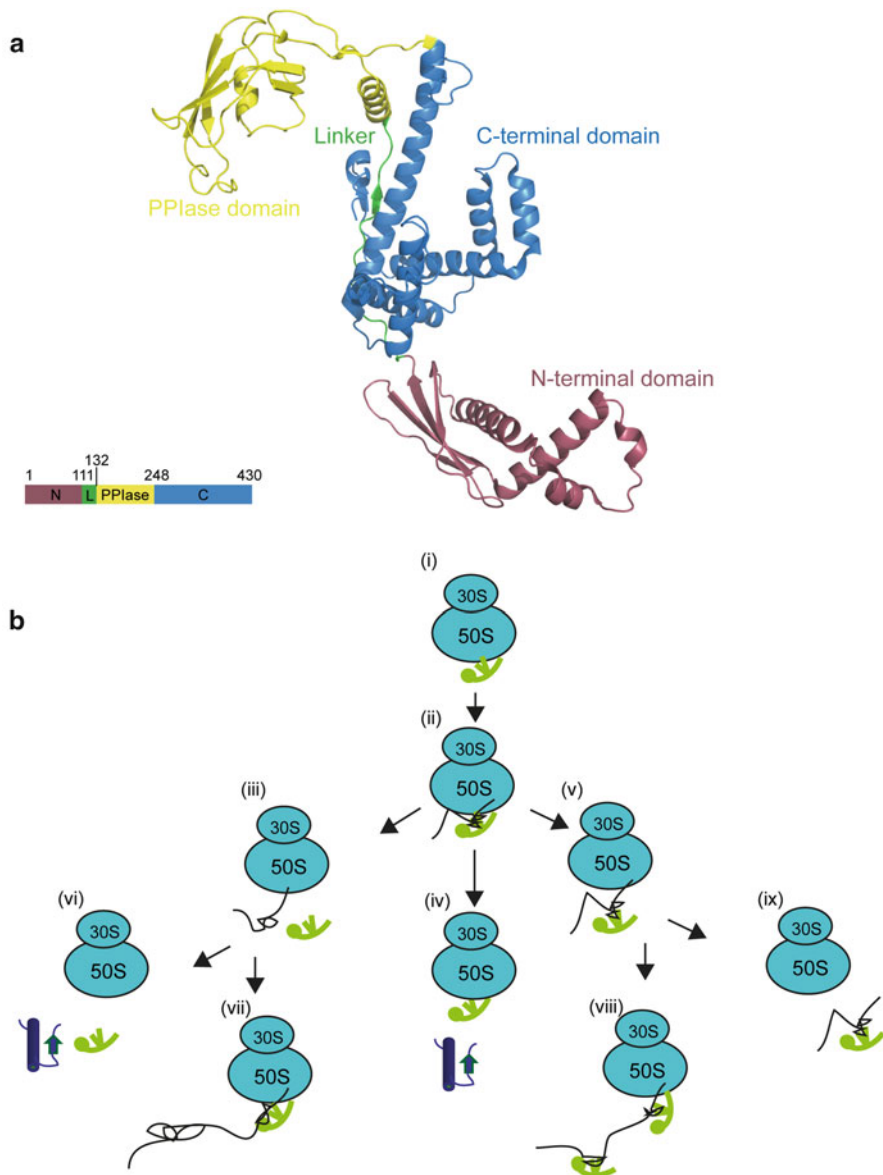 a
Linker
C-terminal domain
PPIase domain
N-terminal domain
132
1 111 248 430
N L PPIase C
b
(i)
30S
50S
(ii)
30S
50S
(iii)
30S
50S
(v)
30S
50S
(vi)
30S
50S
(iv)
30S
50S
(ix)
30S
50S
(vii)
30S
50S
(viii)
30S
50S